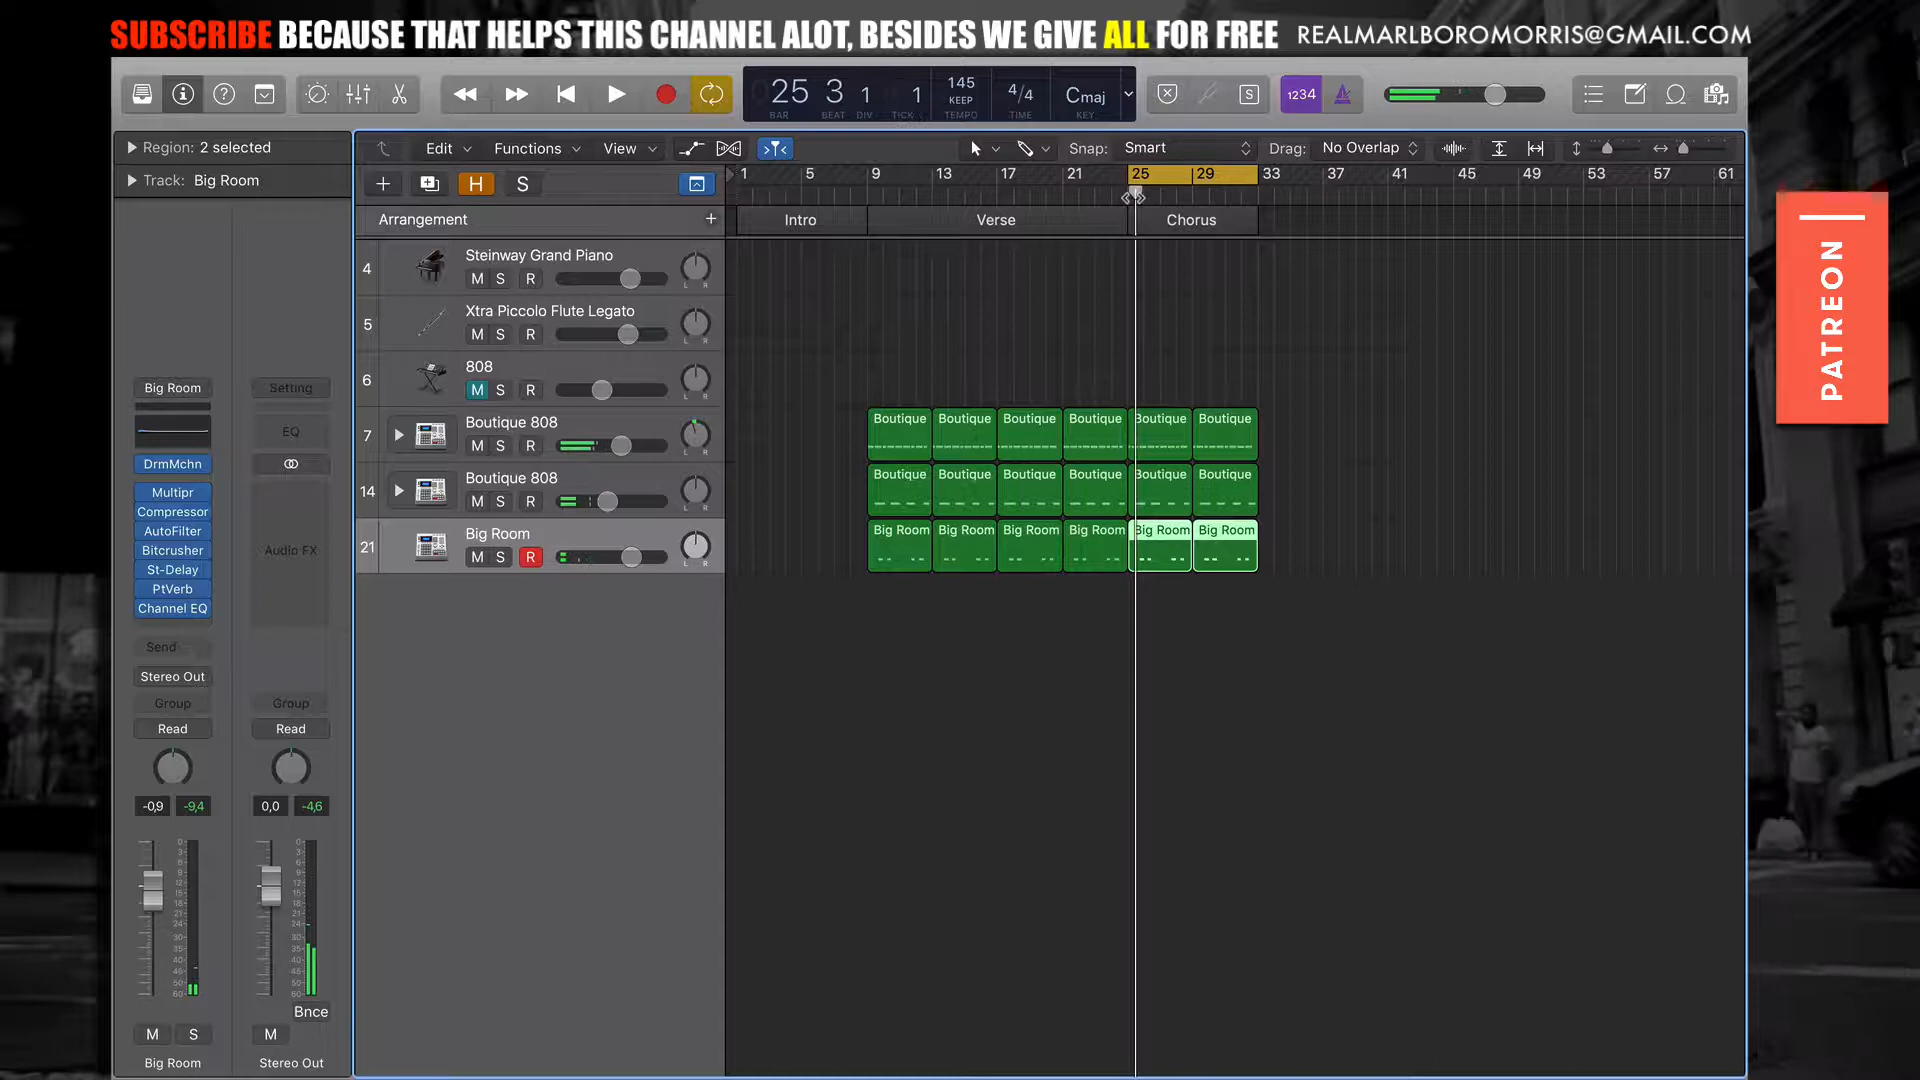 SUBSCRIBE BECAUSE THAT HELPS THIS CHANNEL ALOT, BESIDES WE GIVE ALL FOR FREE REALMARLBOROMORRIS@GMAIL.COM
25 3 1 1 145 KEEP 4/4 Cmaj 1234
BAR BEAT DIV TICK TEMPO TIME KEY
Region: 2 selected
Edit Functions View Snap: Smart Drag: No Overlap
Track: Big Room
H S 1 5 9 13 17 21 25 29 33 37 41 45 49 53 57 61
Arrangement + Intro Verse Chorus
4 Steinway Grand Piano
M S R L R
5 Xtra Piccolo Flute Legato
M S R L R
6 808
M S R L R
7 Boutique 808
M S R L R
Boutique Boutique Boutique Boutique Boutique Boutique
14 Boutique 808
M S R L R
Boutique Boutique Boutique Boutique Boutique Boutique
21 Big Room
M S R L R
Big Room Big Room Big Room Big Room Big Room Big Room
Big Room Setting
EQ
DrmMchn
Multipr
Compressor
AutoFilter
Bitcrusher
Audio FX
St-Delay
PtVerb
Channel EQ
Send
Stereo Out
Group Group
Read Read
-0,9 -9,4 0,0 -4,6
Bnce
M S M
Big Room Stereo Out
PATREON